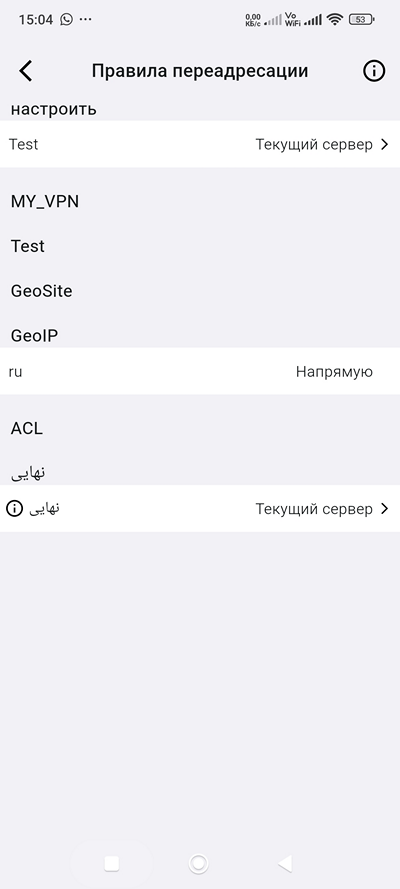 15:04 ...
0,00 КБ/с Vo WiFi 53
Правила переадресации
настроить
Test Текущий сервер
MY_VPN
Test
GeoSite
GeoIP
ru Напрямую
ACL
نهایی
نهایی Текущий сервер